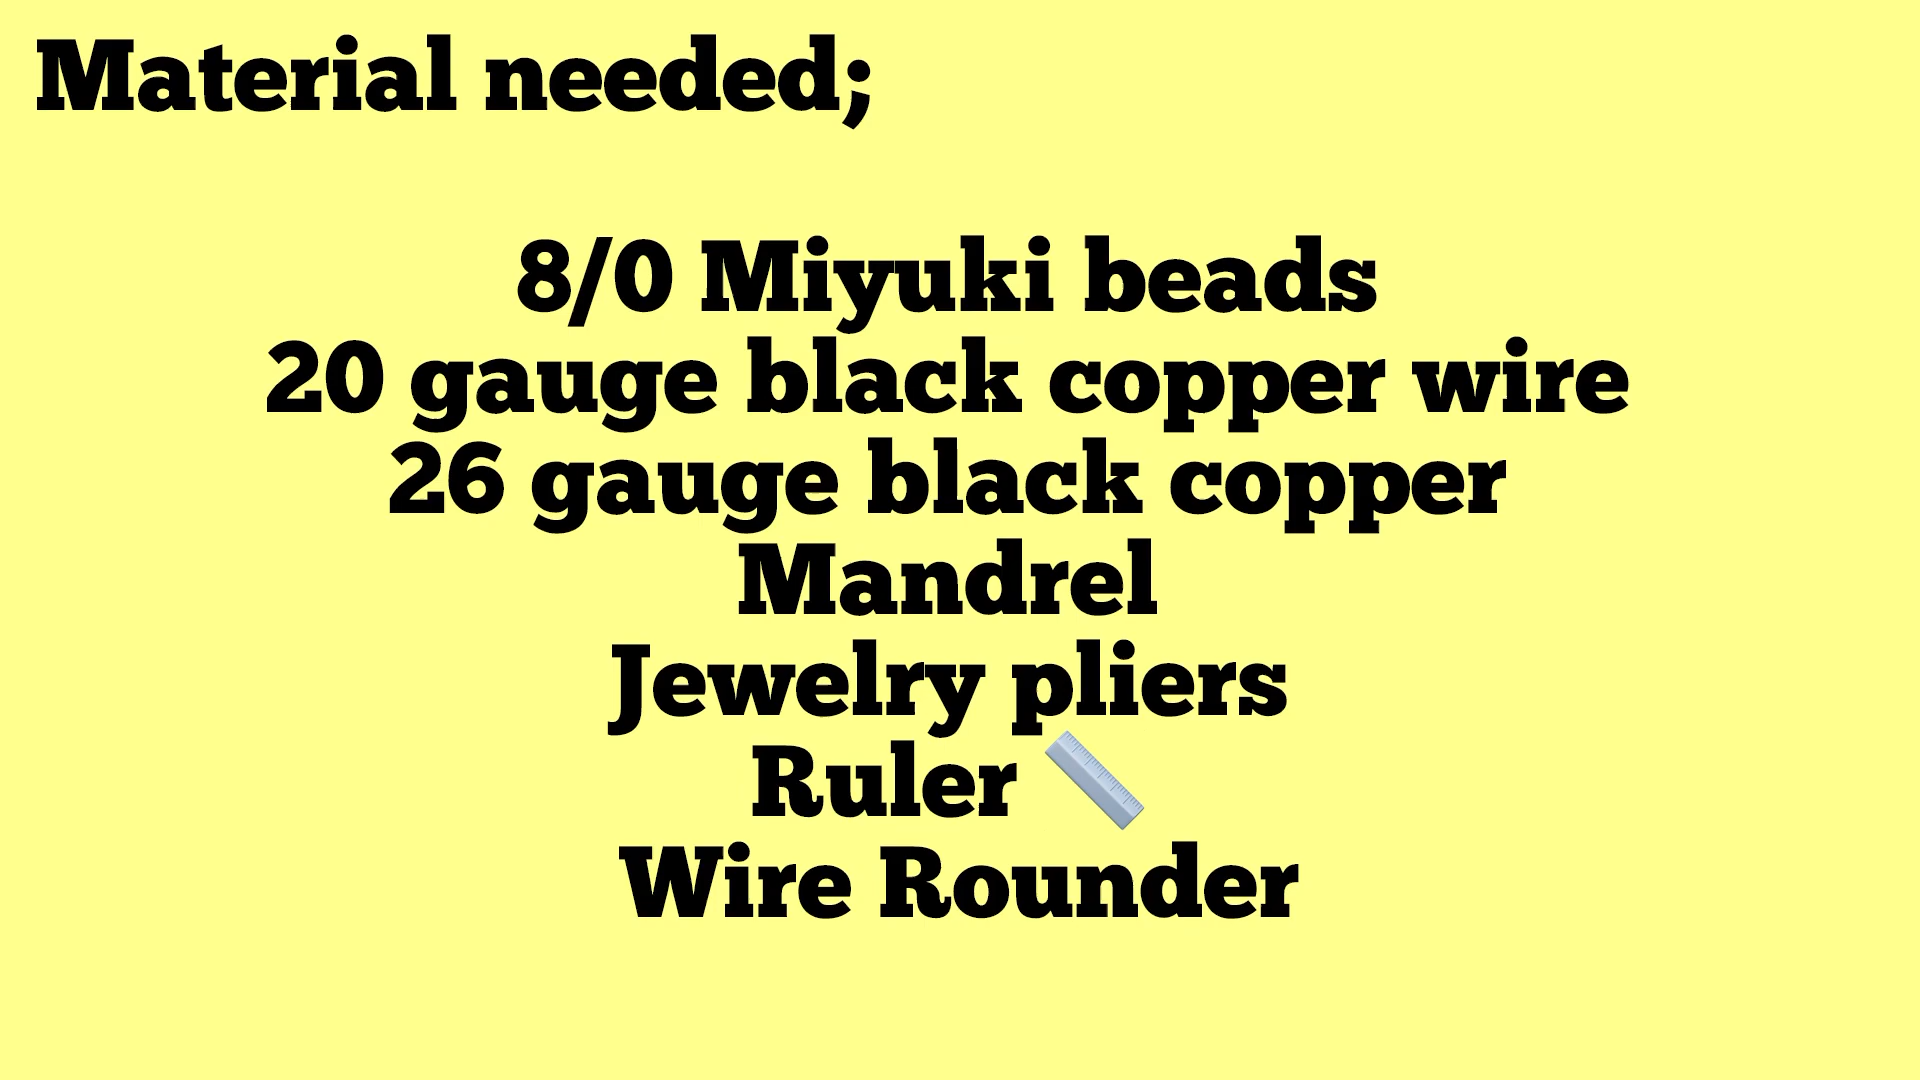 Material needed;
8/0 Miyuki beads
20 gauge black copper wire
26 gauge black copper
Mandrel
Jewelry pliers
Ruler 📏
Wire Rounder